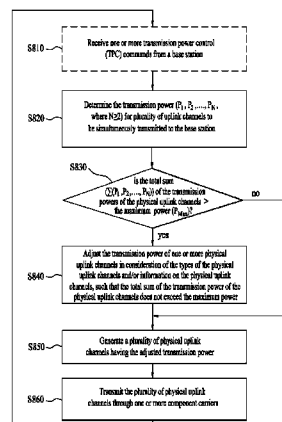 S810
Receive one or more transmission power control
(TPC) commands from a base station
S820
Determine the transmission power (P1, P2, ..., PN,
where N≥2) for plurality of uplink channels to
be simultaneously transmitted to the base station
S830
is the total sum
(∑(P1, P2, ..., PN)) of the transmission
powers of the physical uplink channels >
the maximum power (PMax)?
no
yes
S840
Adjust the transmission power of one or more physical
uplink channels in consideration of the types of the physical
uplink channels and/or information on the physical uplink
channels, such that the total sum of the transmission power of the
physical uplink channels does not exceed the maximum power
S850
Generate a plurality of physical uplink
channels having the adjusted transmission power
S860
Transmit the plurality of physical uplink
channels through one or more component carriers